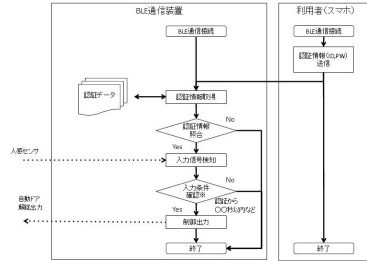 BLE通信装置
利用者(スマホ)
BLE通信接続
BLE通信接続
認証情報(ID,PW)
送信
認証データ
認証情報取得
認証情報
照合
No
Yes
人感センサ
入力信号検知
入力条件
確認※
No
認証から
〇〇秒以内など
Yes
自動ドア
解錠出力
制御出力
終了
終了